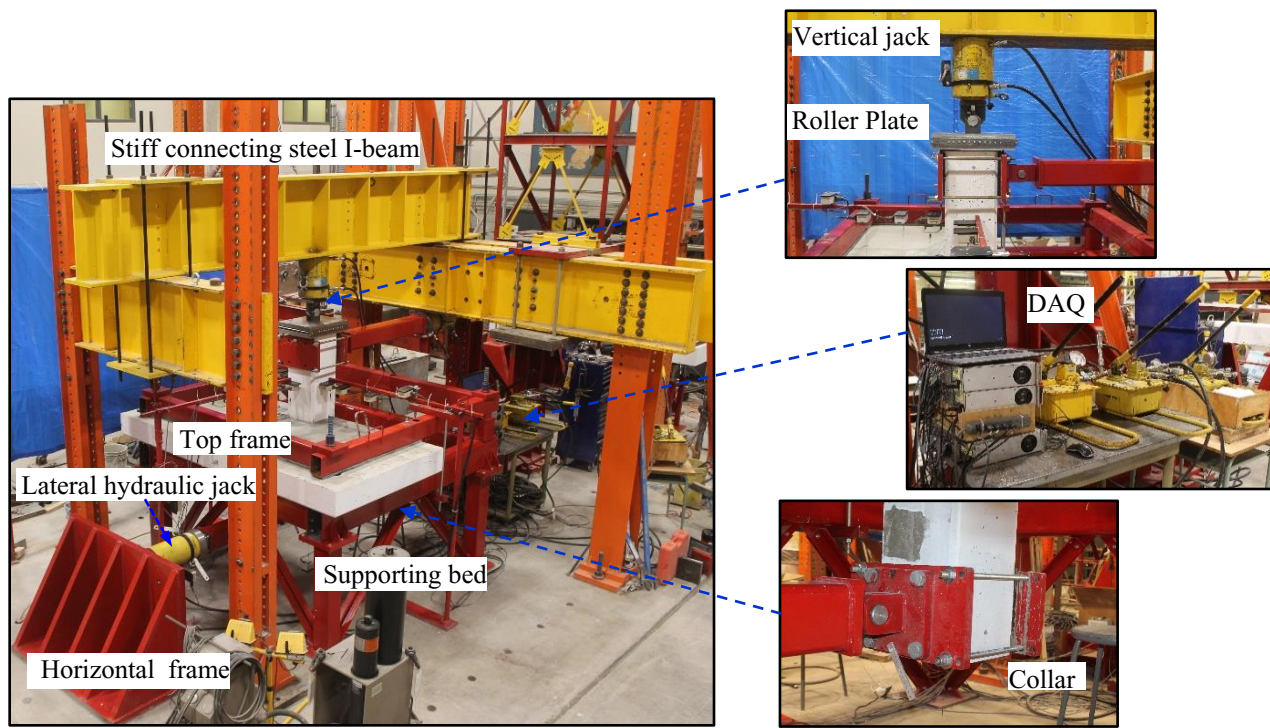 Vertical jack
Roller Plate
Stiff connecting steel I-beam
DAQ
Top frame
Lateral hydraulic jack
Supporting bed
Horizontal  frame
Collar